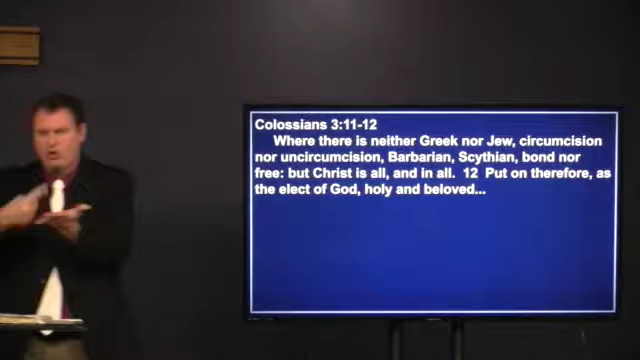 Colossians 3:11-12
Where there is neither Greek nor Jew, circumcision
nor uncircumcision, Barbarian, Scythian, bond nor
free: but Christ is all, and in all. 12 Put on therefore, as
the elect of God, holy and beloved...